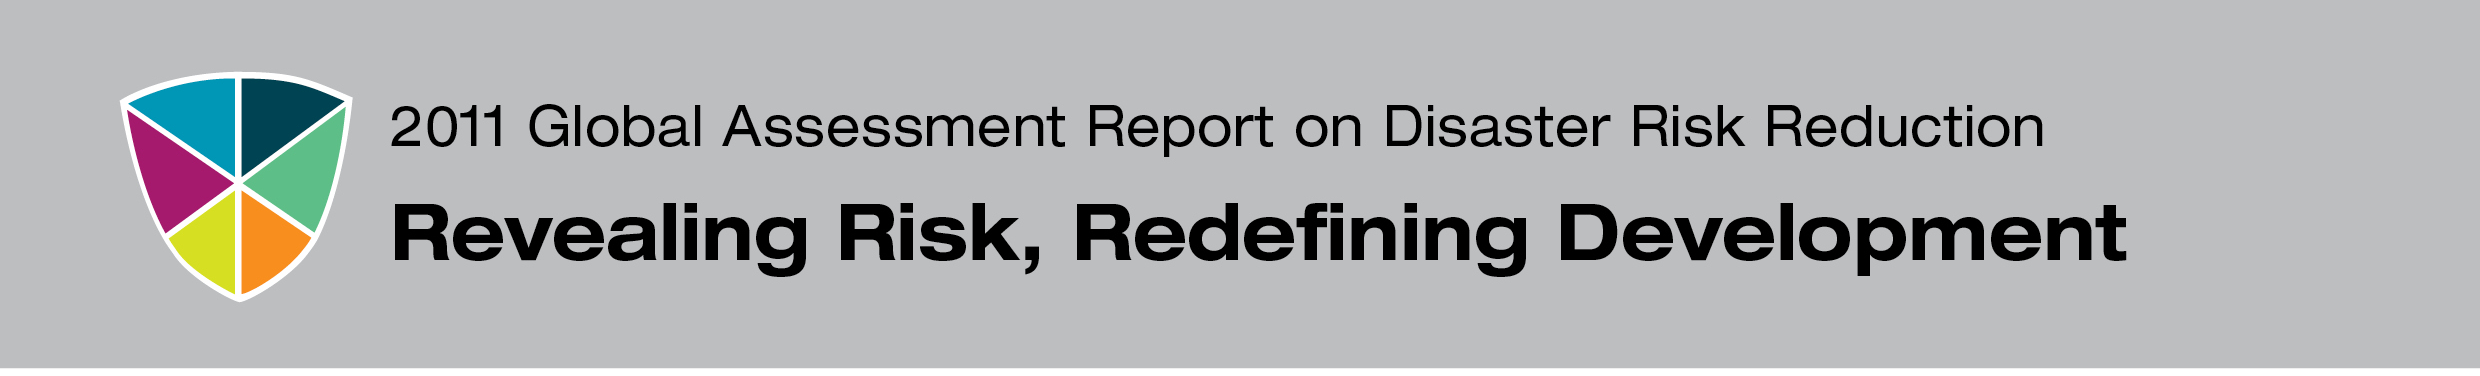 2011 Global Assessment Report on Disaster Risk Reduction
Revealing Risk, Redefining Development